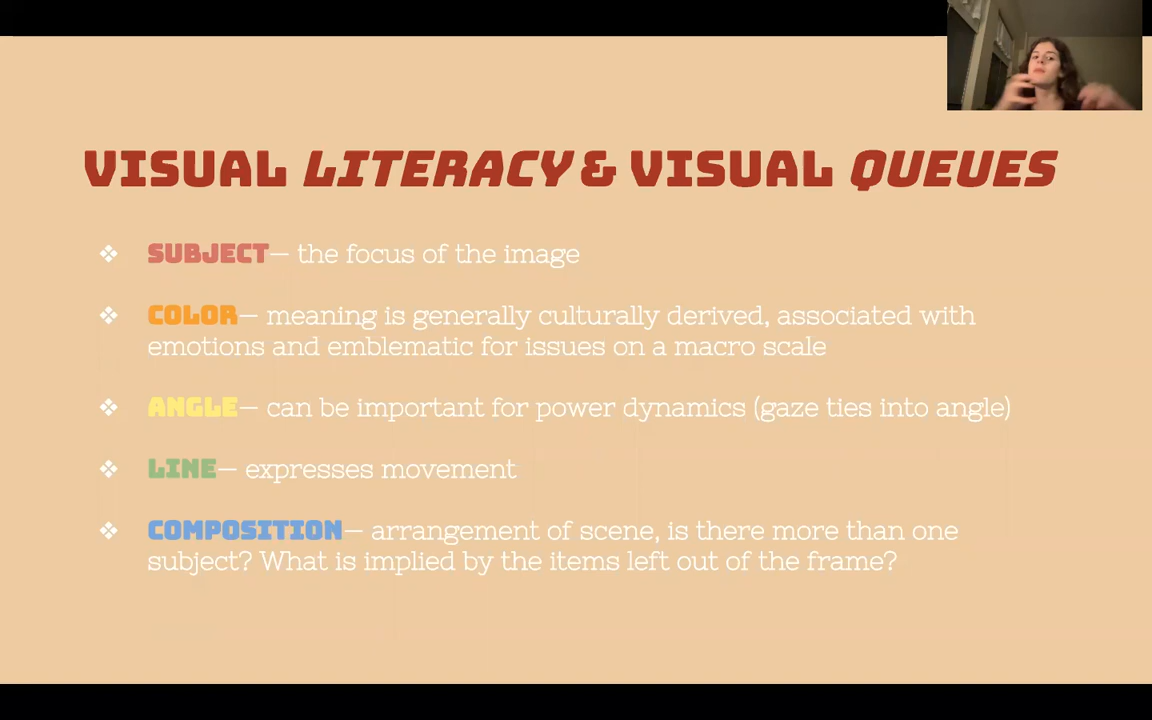 VISUAL LITERACY & VISUAL QUEUES
❖ SUBJECT— the focus of the image
❖ COLOR— meaning is generally culturally derived, associated with
emotions and emblematic for issues on a macro scale
❖ ANGLE— can be important for power dynamics (gaze ties into angle)
❖ LINE— expresses movement
❖ COMPOSITION— arrangement of scene, is there more than one
subject? What is implied by the items left out of the frame?